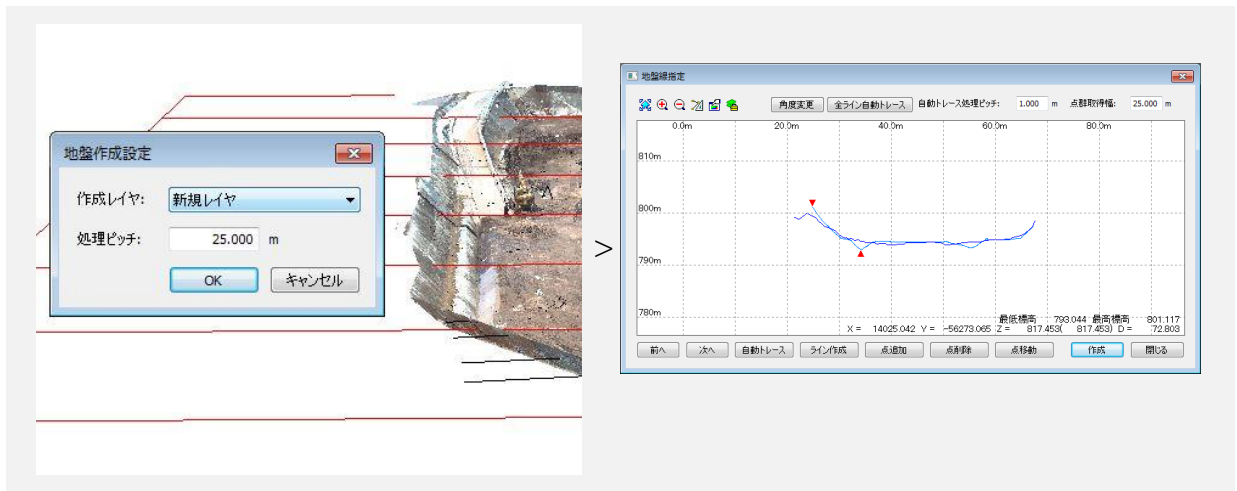 地盤作成設定
作成レイヤ: 新規レイヤ
処理ピッチ: 25.000 m
OK キャンセル
>
地盤線指定
角度変更 全ライン自動トレース 自動トレース処理ピッチ: 1.000 m 点群取得幅: 25.000 m
0.0m 20.0m 40.0m 60.0m 80.0m
810m
800m
790m
780m
最低標高 793.044 最高標高 801.117
X = 14025.042 Y = -56273.065 Z = 817.453( 817.453) D = 72.803
前へ 次へ 自動トレース ライン作成 点追加 点削除 点移動 作成 閉じる